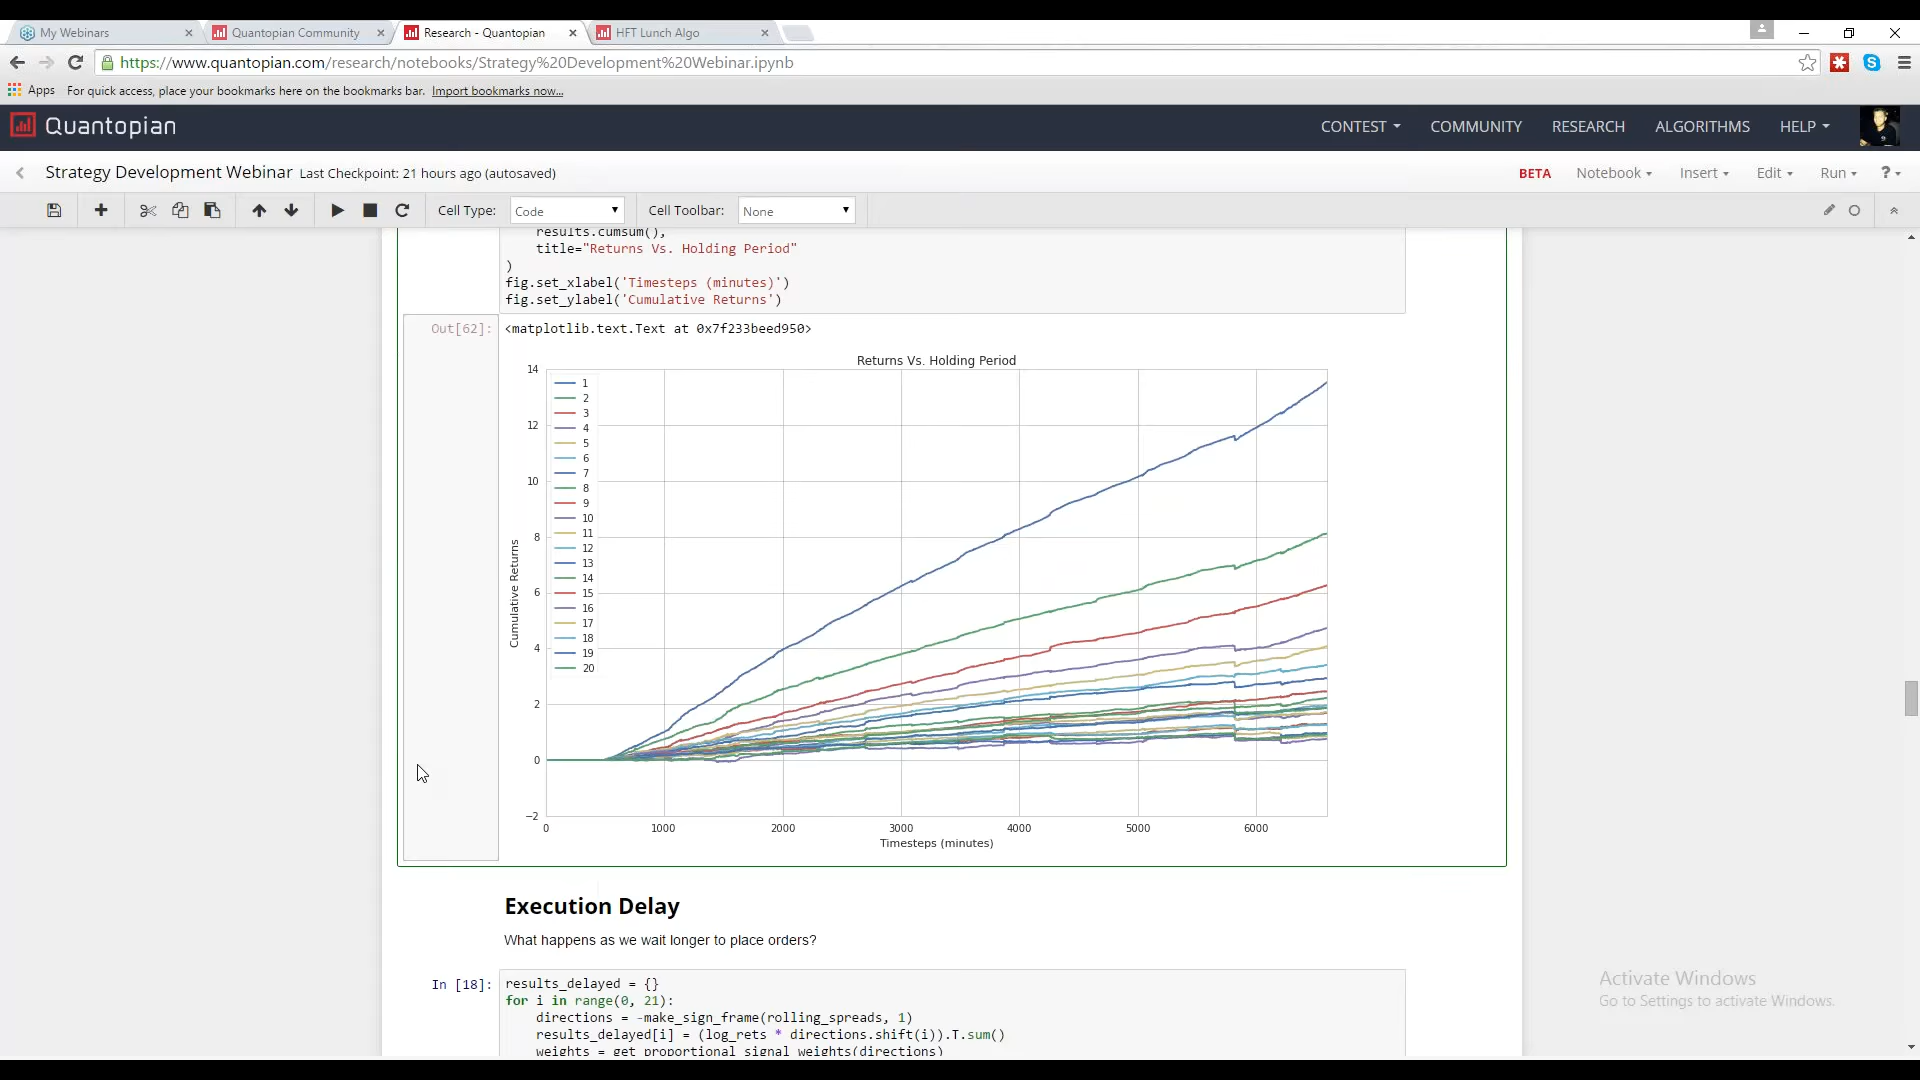 My Webinars
Quantopian Community
Research - Quantopian
HFT Lunch Algo
https://www.quantopian.com/research/notebooks/Strategy%20Development%20Webinar.ipynb
Apps For quick access, place your bookmarks here on the bookmarks bar. Import bookmarks now...
Quantopian
CONTEST
COMMUNITY
RESEARCH
ALGORITHMS
HELP
Strategy Development Webinar Last Checkpoint: 21 hours ago (autosaved)
BETA
Notebook
Insert
Edit
Run
?
Cell Type: Code
Cell Toolbar: None
results.cumsum(),
title="Returns Vs. Holding Period"
)
fig.set_xlabel('Timesteps (minutes)')
fig.set_ylabel('Cumulative Returns')
Out[62]: <matplotlib.text.Text at 0x7f233beed950>
Returns Vs. Holding Period
14
12
10
8
6
4
2
0
−2
Cumulative Returns
1
2
3
4
5
6
7
8
9
10
11
12
13
14
15
16
17
18
19
20
0 1000 2000 3000 4000 5000 6000
Timesteps (minutes)
Execution Delay
What happens as we wait longer to place orders?
In [18]: results_delayed = {}
for i in range(0, 21):
directions = -make_sign_frame(rolling_spreads, 1)
results_delayed[i] = (log_rets * directions.shift(i)).T.sum()
weights = get_proportional_signal_weights(directions)
Activate Windows
Go to Settings to activate Windows.